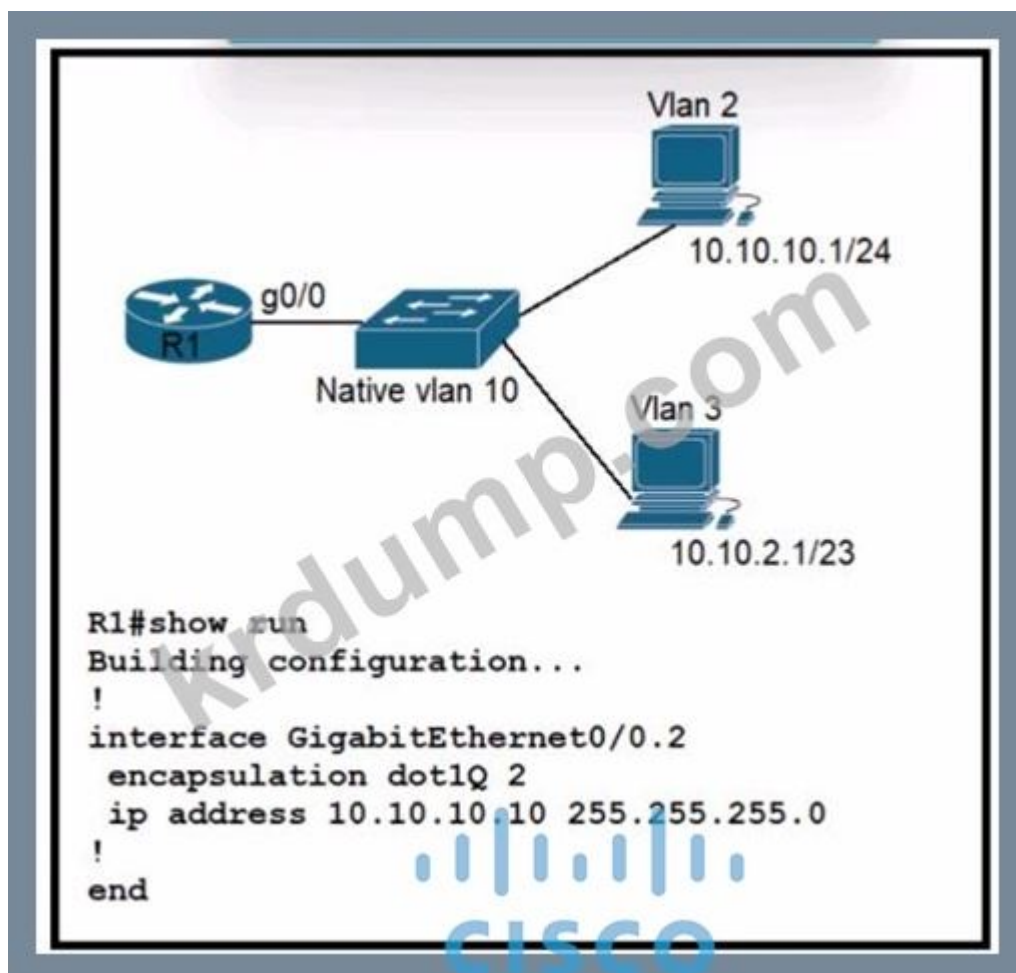 Vlan 2
10.10.10.1/24
g0/0
R1
Native vlan 10
Vlan 3
10.10.2.1/23
krdump.com
R1#show run
Building configuration...
!
interface GigabitEthernet0/0.2
encapsulation dot1Q 2
ip address 10.10.10.10 255.255.255.0
!
end
CISCO